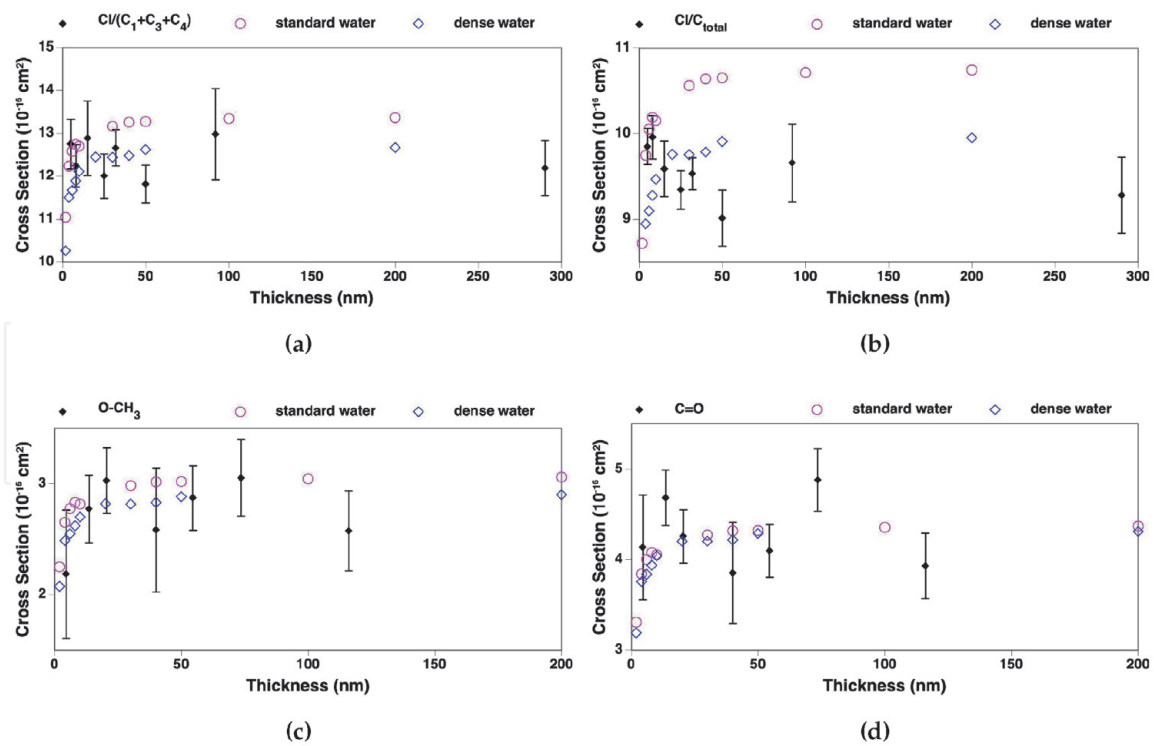 Cl/(C1+C3+C4) standard water dense water
15
14
13
12
11
10
Cross Section (10⁻¹⁶ cm²)
0 50 100 150 200 250 300
Thickness (nm)
(a)
Cl/Ctotal standard water dense water
11
10
9
Cross Section (10⁻¹⁶ cm²)
0 50 100 150 200 250 300
Thickness (nm)
(b)
O-CH3 standard water dense water
3
2
Cross Section (10⁻¹⁶ cm²)
0 50 100 150 200
Thickness (nm)
(c)
C=O standard water dense water
5
4
3
Cross Section (10⁻¹⁶ cm²)
0 50 100 150 200
Thickness (nm)
(d)